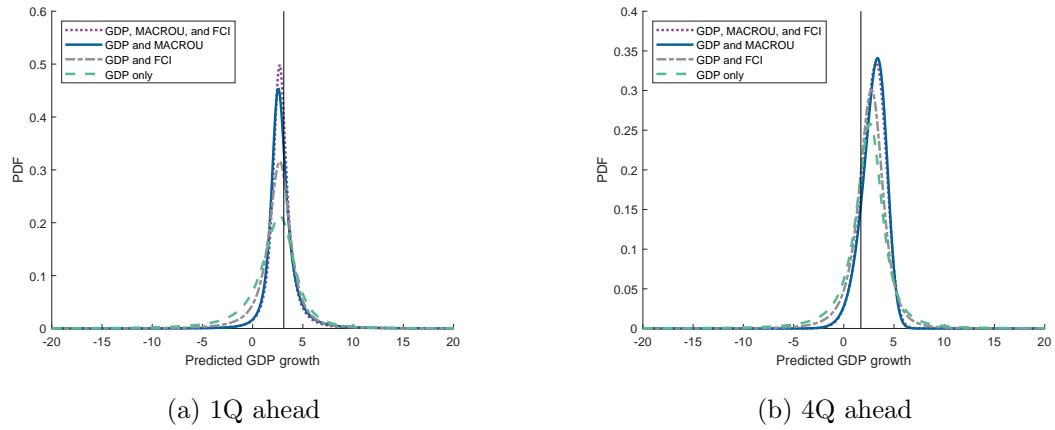 0.6
0.5
0.4
0.3
0.2
0.1
0
PDF
-20 -15 -10 -5 0 5 10 15 20
Predicted GDP growth
GDP, MACROU, and FCI
GDP and MACROU
GDP and FCI
GDP only
(a) 1Q ahead
0.4
0.35
0.3
0.25
0.2
0.15
0.1
0.05
0
PDF
-20 -15 -10 -5 0 5 10 15 20
Predicted GDP growth
GDP, MACROU, and FCI
GDP and MACROU
GDP and FCI
GDP only
(b) 4Q ahead